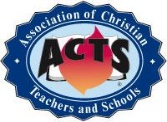 Association of Christian
ACTS
Teachers and Schools